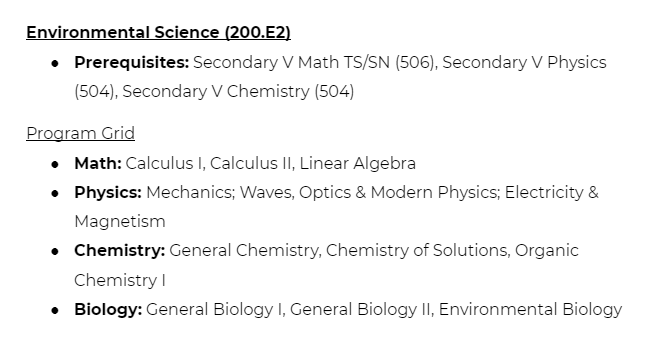 Environmental Science (200.E2)
● Prerequisites: Secondary V Math TS/SN (506), Secondary V Physics
(504), Secondary V Chemistry (504)
Program Grid
● Math: Calculus I, Calculus II, Linear Algebra
● Physics: Mechanics; Waves, Optics & Modern Physics; Electricity &
Magnetism
● Chemistry: General Chemistry, Chemistry of Solutions, Organic
Chemistry I
● Biology: General Biology I, General Biology II, Environmental Biology